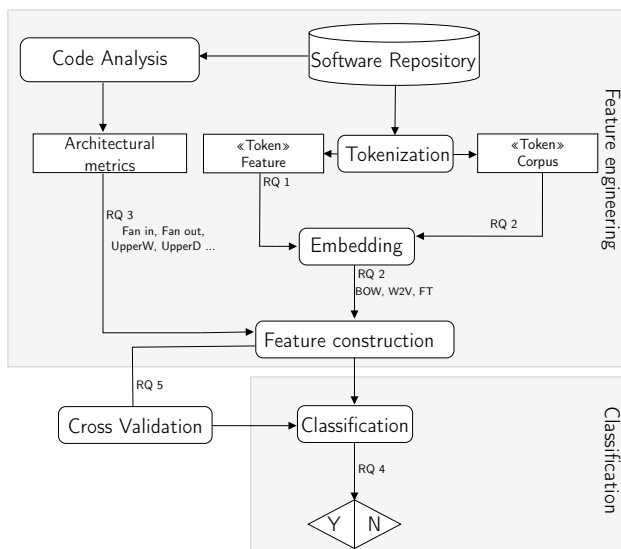 Code Analysis
Software Repository
Architectural
metrics
«Token»
Feature
Tokenization
«Token»
Corpus
Feature engineering
RQ 1
RQ 3
Fan in, Fan out,
UpperW, UpperD ...
RQ 2
Embedding
RQ 2
BOW, W2V, FT
Feature construction
RQ 5
Cross Validation
Classification
Classification
RQ 4
Y
N